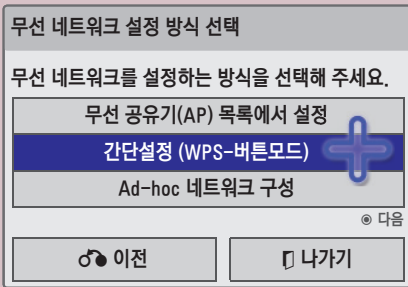 무선 네트워크 설정 방식 선택
무선 네트워크를 설정하는 방식을 선택해 주세요.
무선 공유기(AP) 목록에서 설정
간단설정 (WPS-버튼모드)
Ad-hoc 네트워크 구성
◉ 다음
이전
나가기